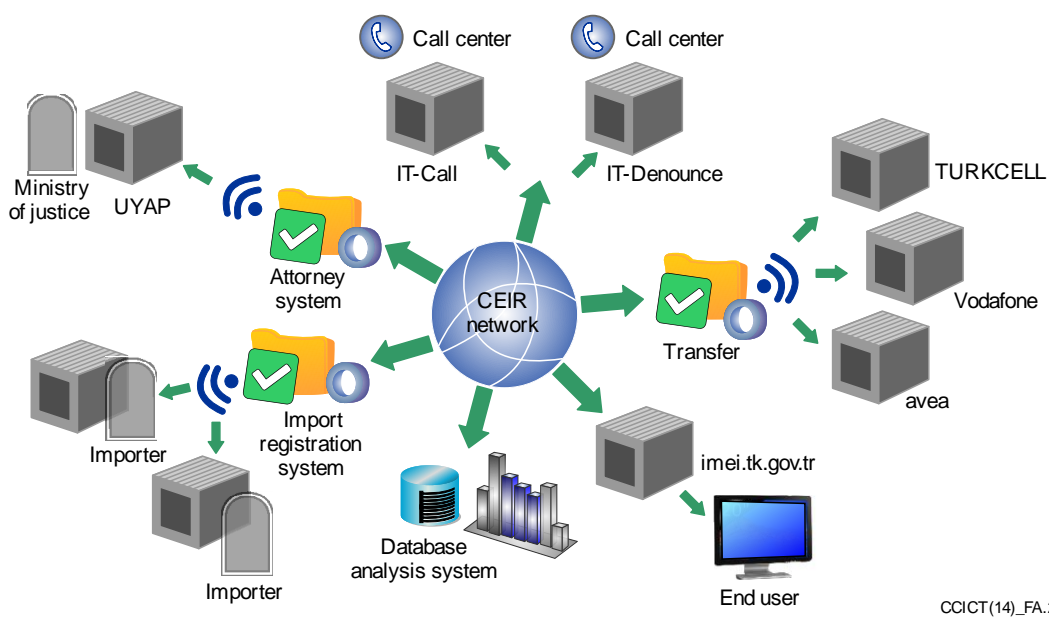 Call center
Call center
IT-Call
IT-Denounce
TURKCELL
Ministry
of justice
UYAP
Attorney
system
CEIR
network
Vodafone
Transfer
avea
Import
registration
system
Importer
imei.tk.gov.tr
Database
analysis system
Importer
End user
CCICT(14)_FA.